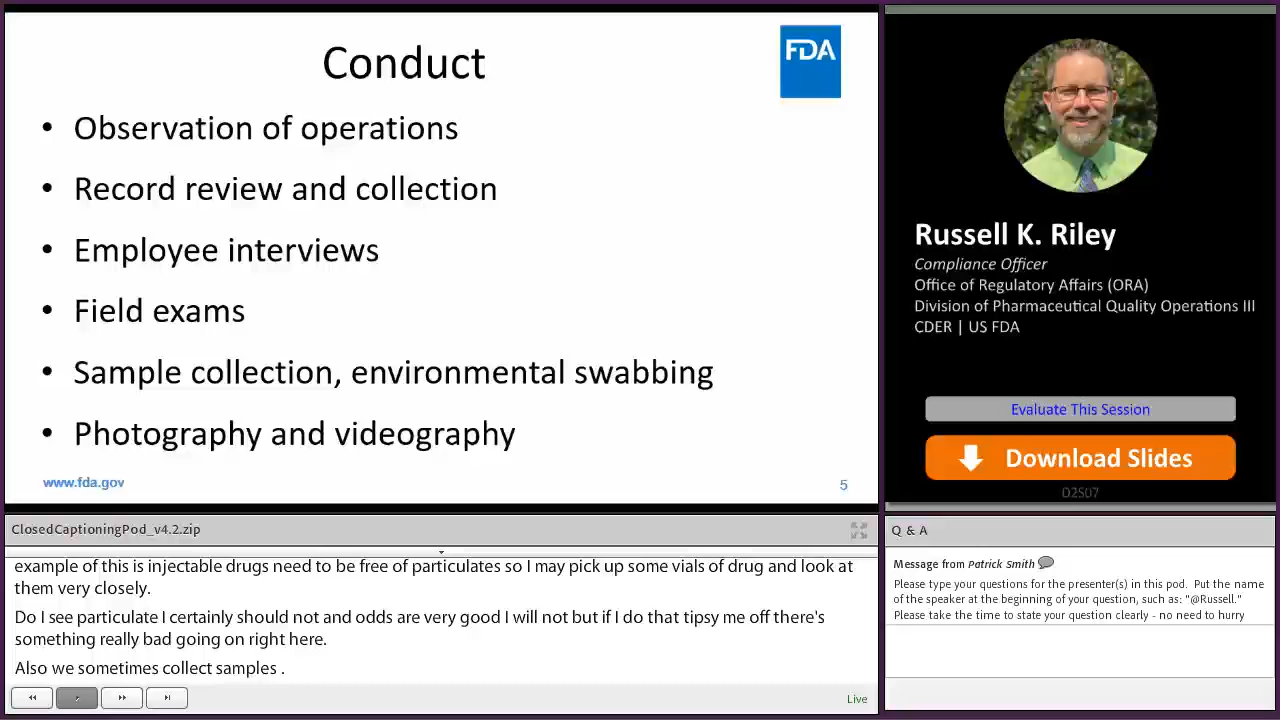 Conduct
FDA
• Observation of operations
• Record review and collection
• Employee interviews
• Field exams
• Sample collection, environmental swabbing
• Photography and videography
www.fda.gov
5
Russell K. Riley
Compliance Officer
Office of Regulatory Affairs (ORA)
Division of Pharmaceutical Quality Operations III
CDER | US FDA
Evaluate This Session
Download Slides
D2S07
ClosedCaptioningPod_v4.2.zip
example of this is injectable drugs need to be free of particulates so I may pick up some vials of drug and look at
them very closely.
Do I see particulate I certainly should not and odds are very good I will not but if I do that tipsy me off there's
something really bad going on right here.
Also we sometimes collect samples .
Live
Q & A
Message from Patrick Smith
Please type your questions for the presenter(s) in this pod. Put the name
of the speaker at the beginning of your question, such as: "@Russell."
Please take the time to state your question clearly - no need to hurry